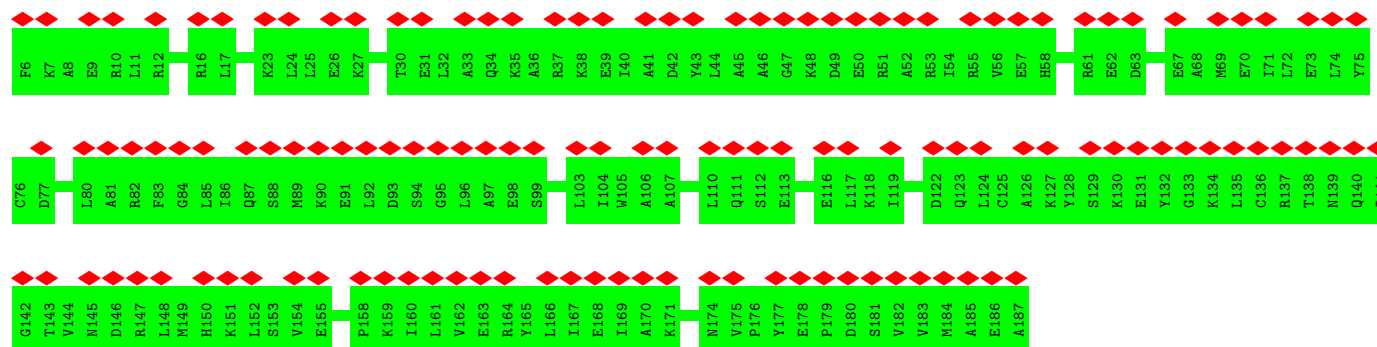 F6 K7 A8 E9 R10 L11 R12 R16 L17 K23 L24 L25 E26 K27 T30 E31 L32 A33 Q34 K35 A36 R37 K38 E39 I40 A41 D42 Y43 L44 A45 A46 G47 K48 D49 E50 R51 A52 R53 I54 R55 V56 E57 H58 R61 E62 D63 E67 A68 M69 E70 I71 L72 E73 L74 Y75
C76 D77 L80 A81 R82 F83 G84 L85 I86 Q87 S88 M89 K90 E91 L92 D93 S94 G95 L96 A97 E98 S99 L103 I104 W105 A106 A107 L110 Q111 S112 E113 E116 L117 K118 I119 D122 Q123 L124 C125 A126 K127 Y128 S129 K130 E131 Y132 G133 K134 L135 C136 R137 T138 N139 Q140
G142 T143 V144 N145 D146 R147 L148 M149 H150 K151 L152 S153 V154 E155 P158 K159 I160 L161 V162 E163 R164 Y165 L166 I167 E168 I169 A170 K171 N174 V175 P176 Y177 E178 P179 D180 S181 V182 V183 M184 A185 E186 A187